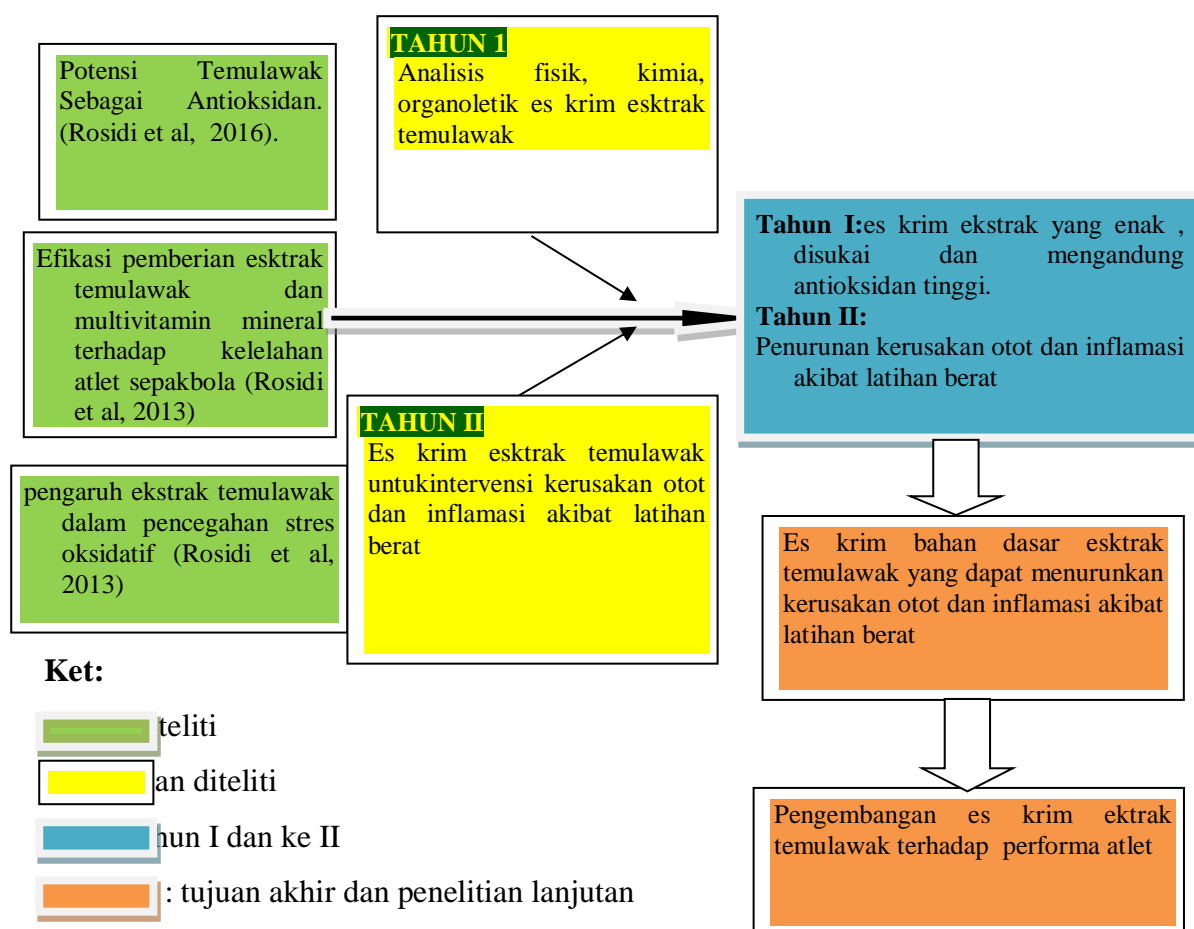 Potensi Temulawak
Sebagai Antioksidan.
(Rosidi et al, 2016).
Efikasi pemberian esktrak
temulawak dan
multivitamin mineral
terhadap kelelahan
atlet sepakbola (Rosidi
et al, 2013)
pengaruh ekstrak temulawak
dalam pencegahan stres
oksidatif (Rosidi et al,
2013)
TAHUN 1
Analisis fisik, kimia,
organoletik es krim esktrak
temulawak
TAHUN II
Es krim esktrak temulawak
untukintervensi kerusakan otot
dan inflamasi akibat latihan
berat
Tahun I:es krim ekstrak yang enak ,
disukai dan mengandung
antioksidan tinggi.
Tahun II:
Penurunan kerusakan otot dan inflamasi
akibat latihan berat
Es krim bahan dasar esktrak
temulawak yang dapat menurunkan
kerusakan otot dan inflamasi akibat
latihan berat
Pengembangan es krim ektrak
temulawak terhadap performa atlet
Ket:
teliti
an diteliti
hun I dan ke II
: tujuan akhir dan penelitian lanjutan